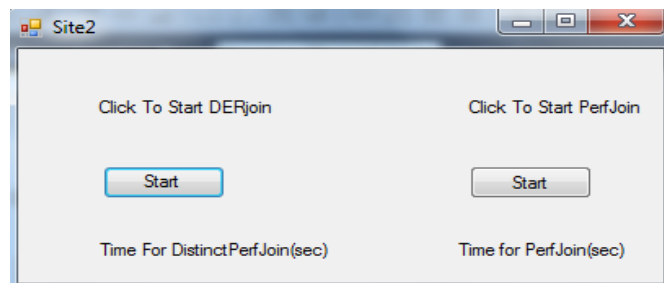 Site2
Click To Start DERjoin
Click To Start PerfJoin
Start
Start
Time For DistinctPerfJoin(sec)
Time for PerfJoin(sec)